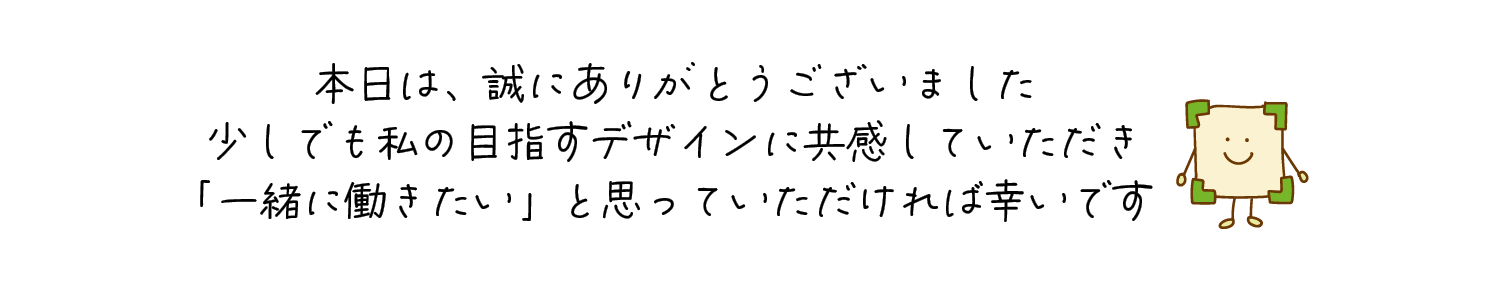 本日は、誠にありがとうございました
少しでも私の目指すデザインに共感していただき
「一緒に働きたい」と思っていただければ幸いです